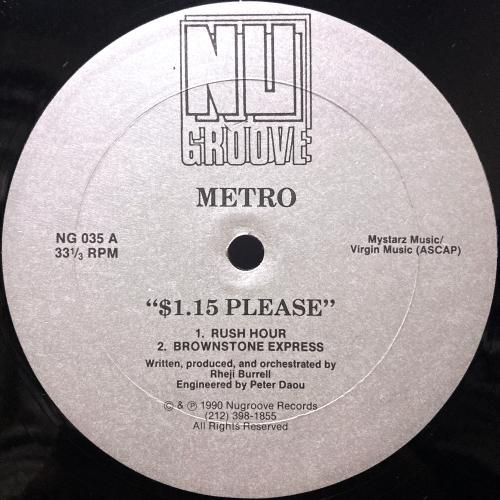 NU
GROOVE
METRO
NG 035 A
33⅓ RPM
Mystarz Music/
Virgin Music (ASCAP)
"$1.15 PLEASE"
1. RUSH HOUR
2. BROWNSTONE EXPRESS
Written, produced, and orchestrated by
Rheji Burrell
Engineered by Peter Daou
© & ℗ 1990 Nugroove Records
(212) 398-1855
All Rights Reserved